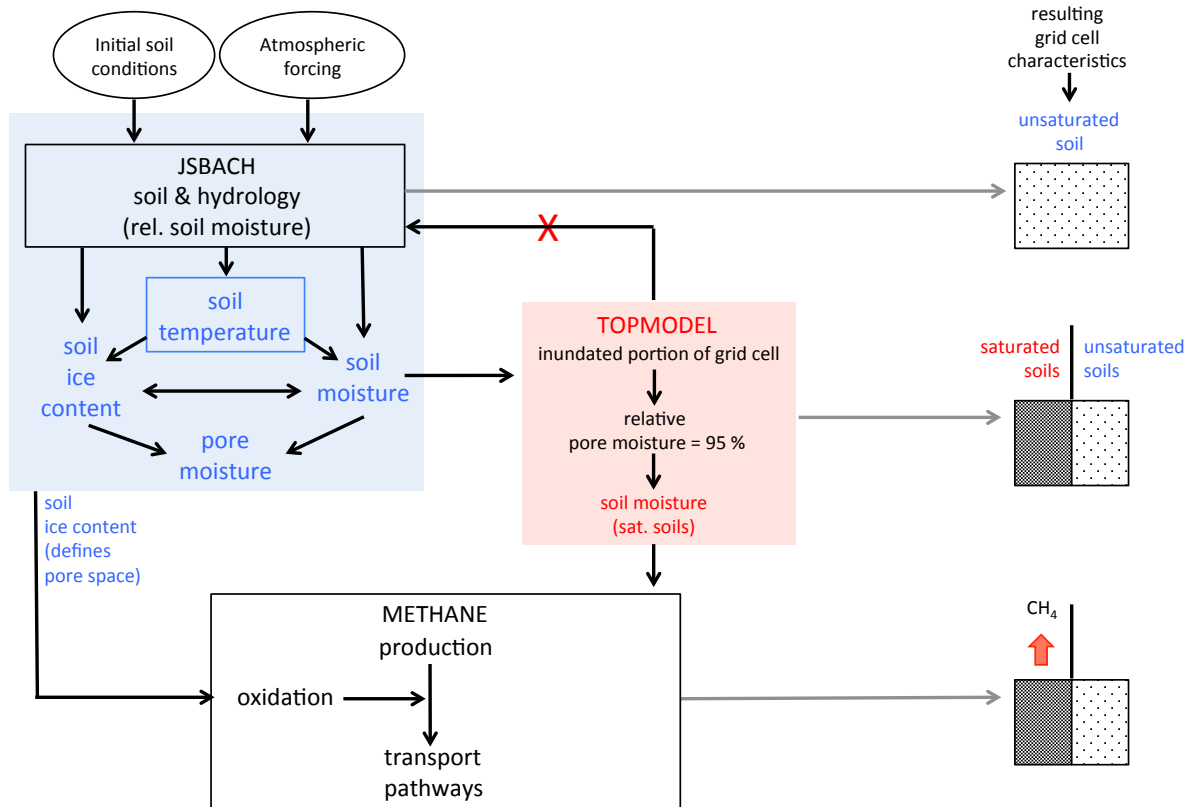 Initial soil
conditions
Atmospheric
forcing
resulting
grid cell
characteristics
unsaturated
soil
JSBACH
soil & hydrology
(rel. soil moisture)
X
soil
temperature
soil
ice
content
soil
moisture
pore
moisture
TOPMODEL
inundated portion of grid cell
relative
pore moisture = 95 %
soil moisture
(sat. soils)
saturated
soils
unsaturated
soils
soil
ice content
(defines
pore space)
METHANE
production
oxidation
transport
pathways
CH₄